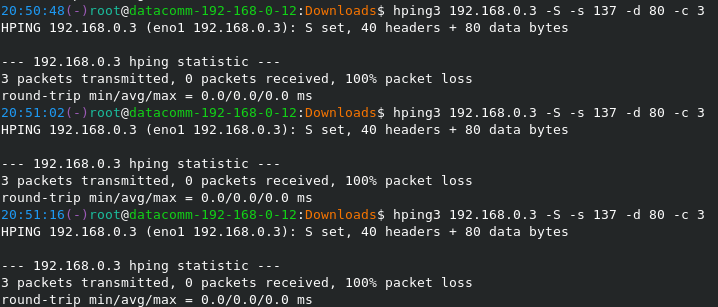 20:50:48(-)root@datacomm-192-168-0-12:Downloads$ hping3 192.168.0.3 -S -s 137 -d 80 -c 3
HPING 192.168.0.3 (eno1 192.168.0.3): S set, 40 headers + 80 data bytes
--- 192.168.0.3 hping statistic ---
3 packets transmitted, 0 packets received, 100% packet loss
round-trip min/avg/max = 0.0/0.0/0.0 ms
20:51:02(-)root@datacomm-192-168-0-12:Downloads$ hping3 192.168.0.3 -S -s 137 -d 80 -c 3
HPING 192.168.0.3 (eno1 192.168.0.3): S set, 40 headers + 80 data bytes
--- 192.168.0.3 hping statistic ---
3 packets transmitted, 0 packets received, 100% packet loss
round-trip min/avg/max = 0.0/0.0/0.0 ms
20:51:16(-)root@datacomm-192-168-0-12:Downloads$ hping3 192.168.0.3 -S -s 137 -d 80 -c 3
HPING 192.168.0.3 (eno1 192.168.0.3): S set, 40 headers + 80 data bytes
--- 192.168.0.3 hping statistic ---
3 packets transmitted, 0 packets received, 100% packet loss
round-trip min/avg/max = 0.0/0.0/0.0 ms